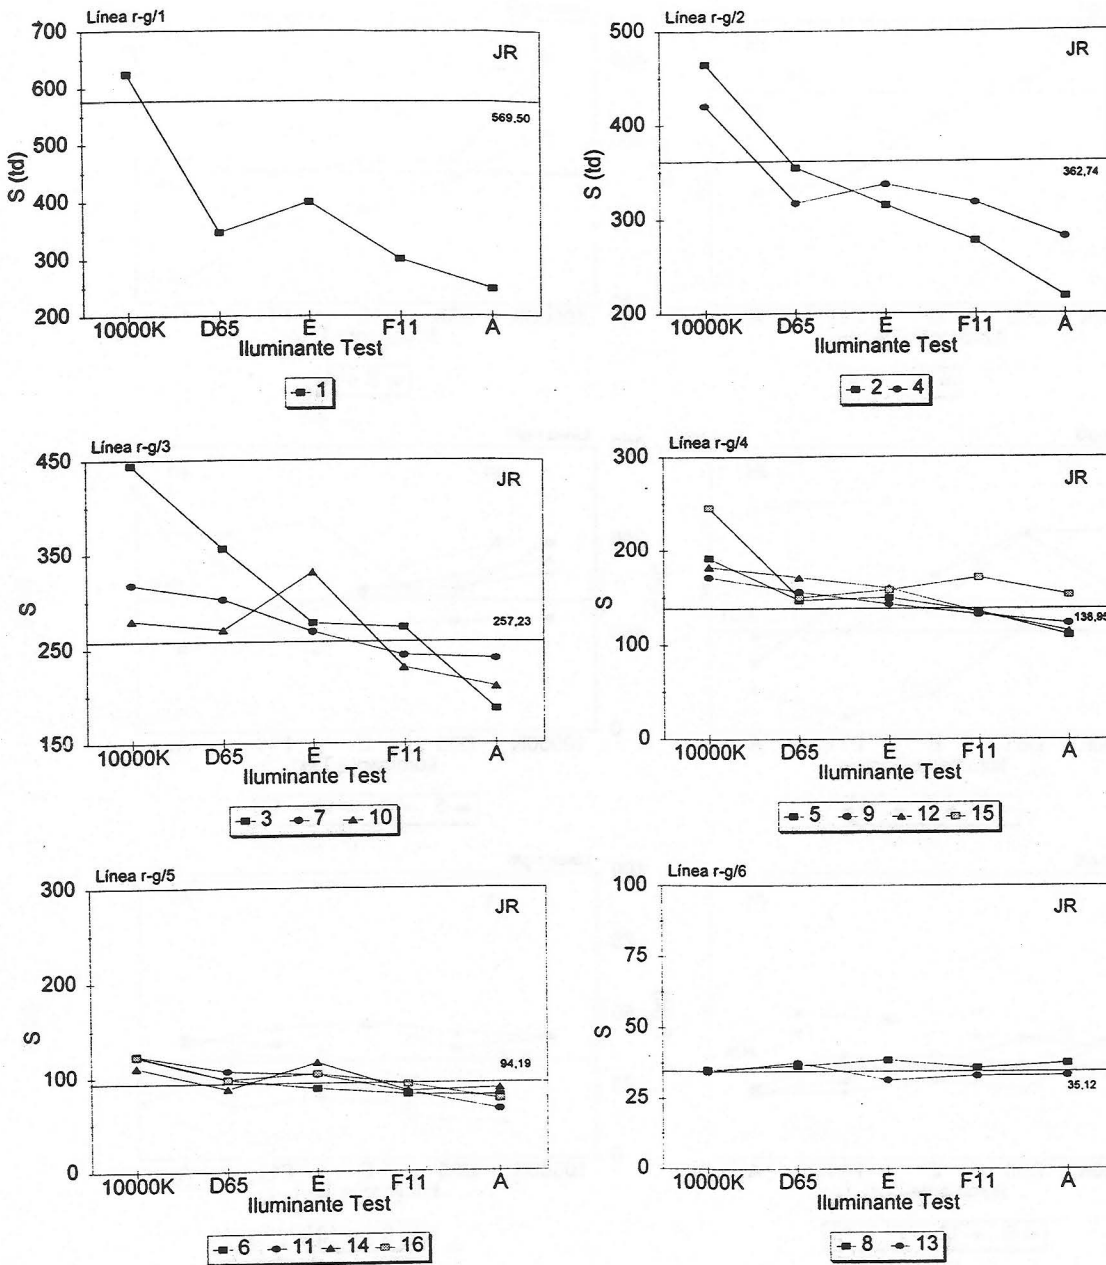 Línea r-g/1
700
600
500
400
300
200
S (td)
JR
569,50
10000K D65 E F11 A
Iluminante Test
1
Línea r-g/2
500
400
300
200
S (td)
JR
362,74
10000K D65 E F11 A
Iluminante Test
2 4
Línea r-g/3
450
350
250
150
S
JR
257,23
10000K D65 E F11 A
Iluminante Test
3 7 10
Línea r-g/4
300
200
100
0
S
JR
10000K D65 E F11 A
Iluminante Test
5 9 12 15
Línea r-g/5
300
200
100
0
S
JR
94,19
10000K D65 E F11 A
Iluminante Test
6 11 14 16
Línea r-g/6
100
75
50
25
0
S
JR
35,12
10000K D65 E F11 A
Iluminante Test
8 13